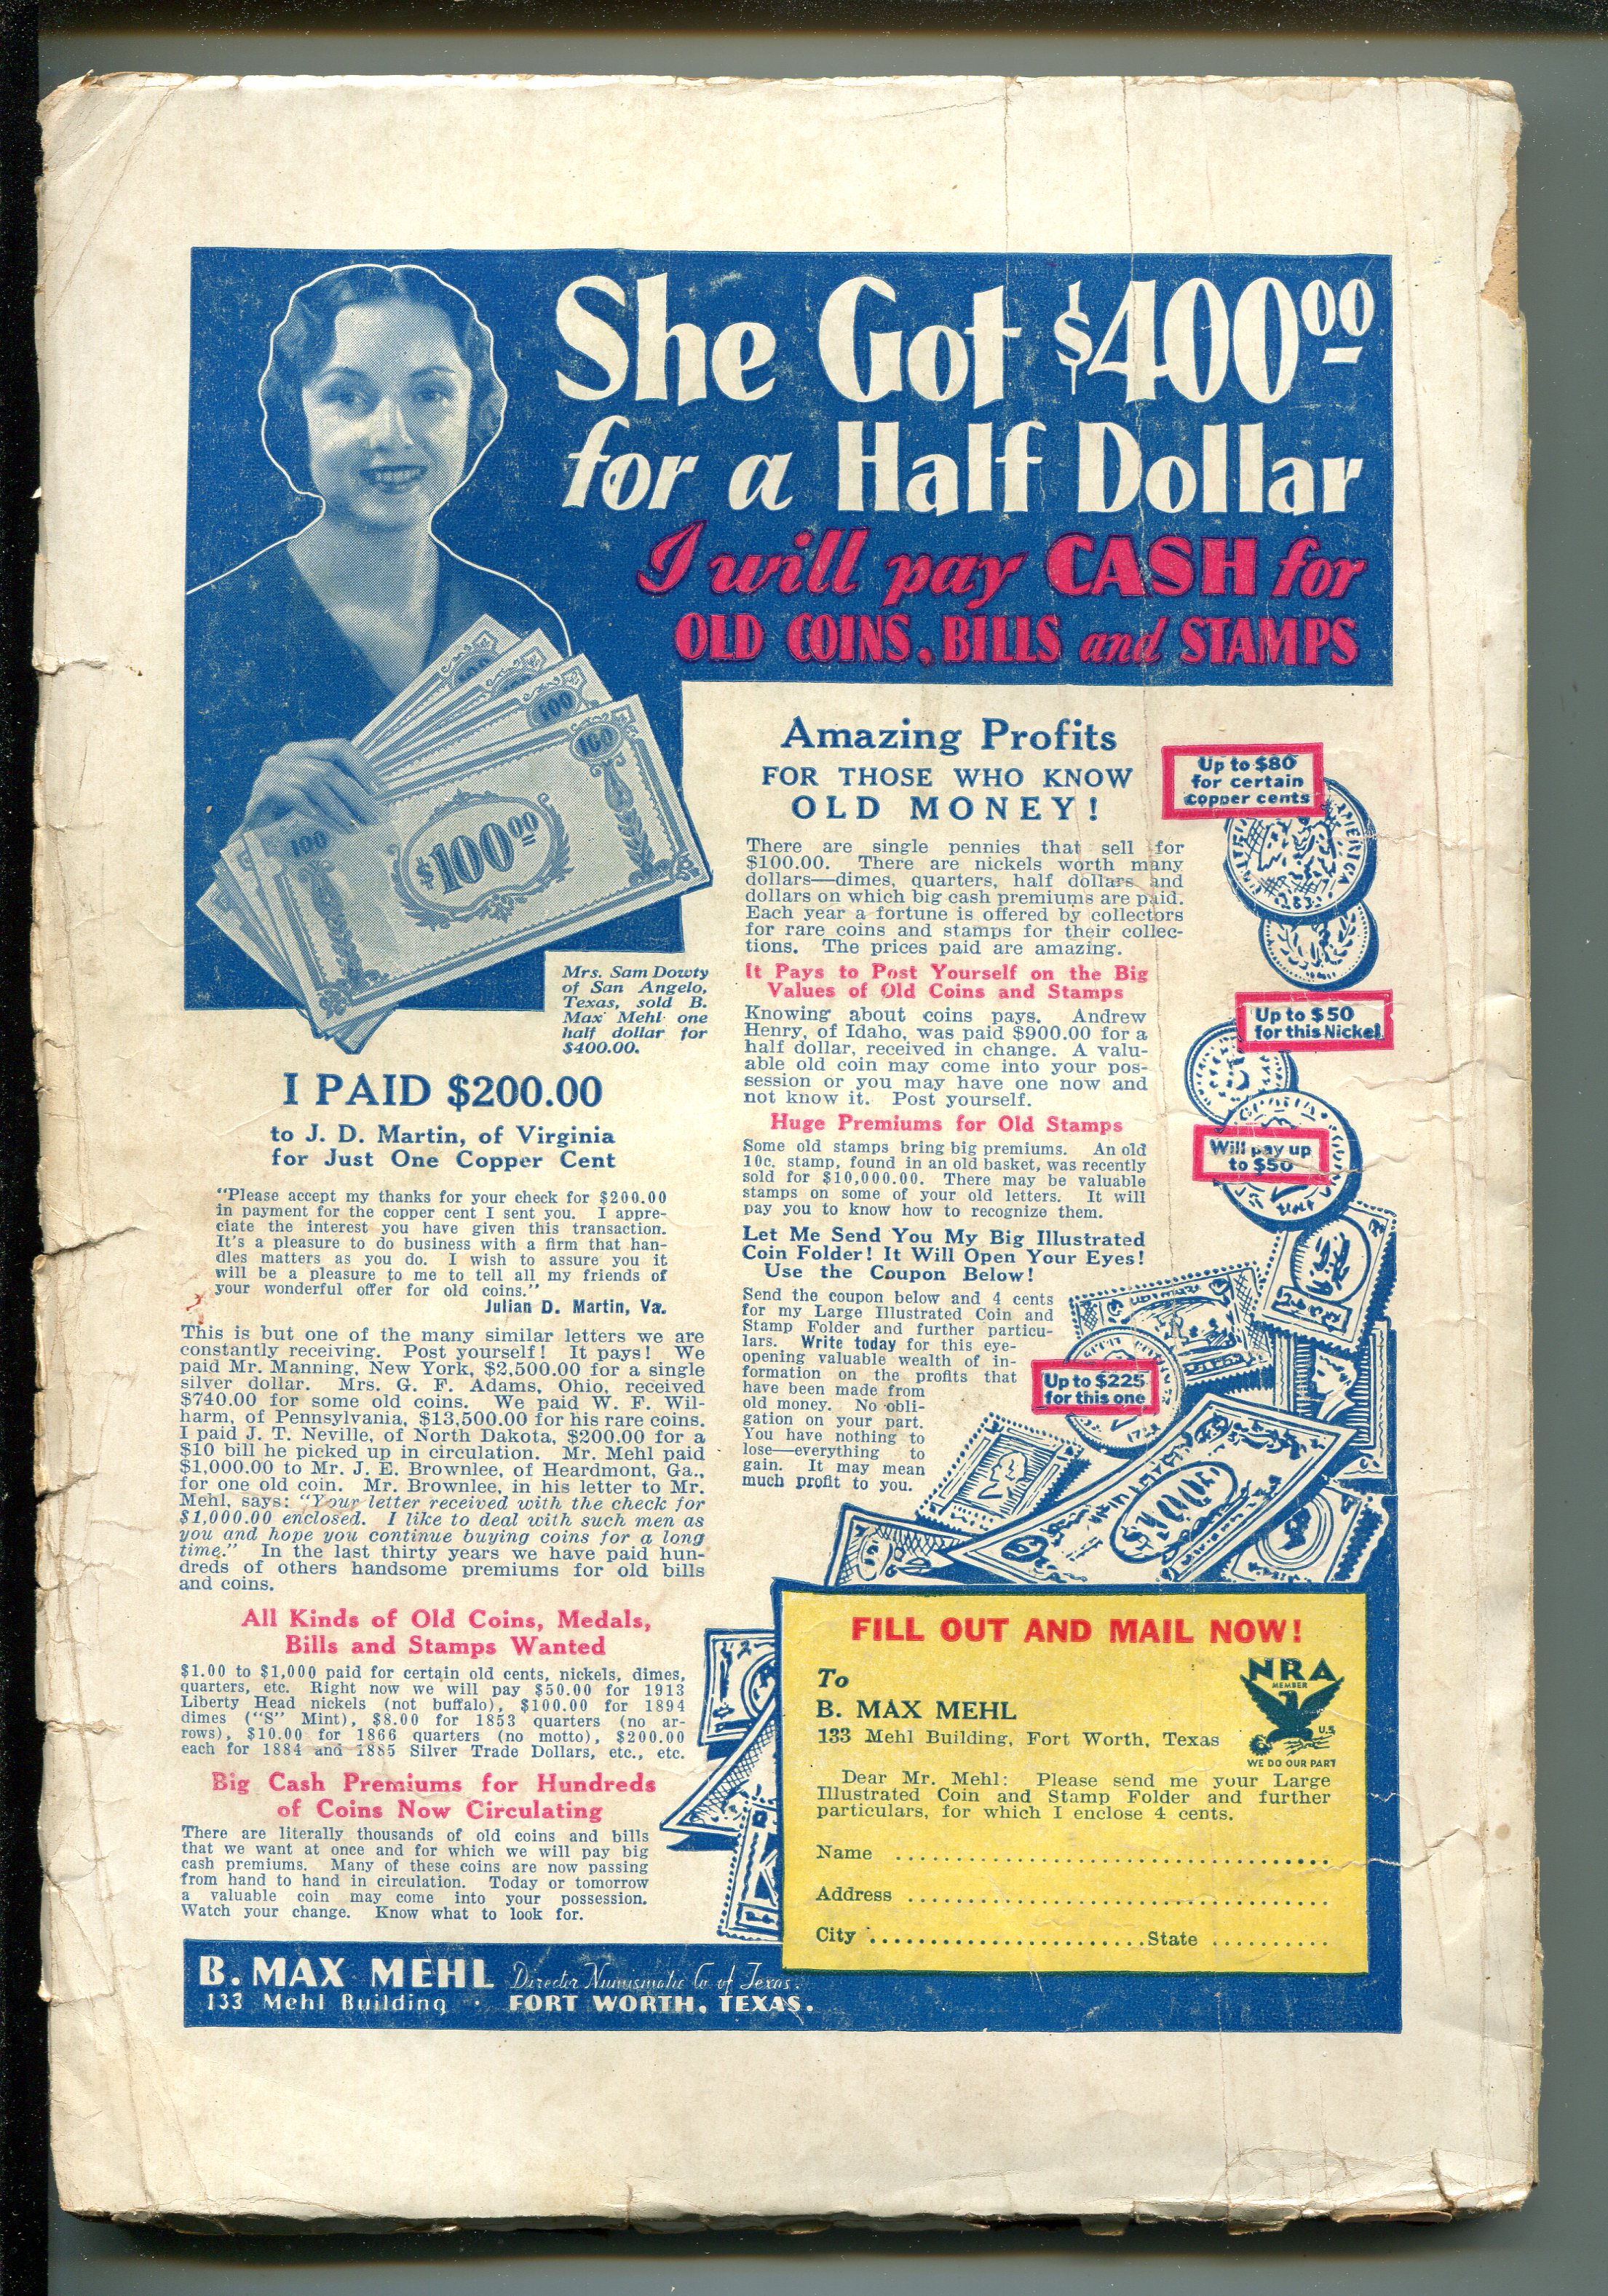 She Got $400.00
for a Half Dollar
I will pay CASH for
OLD COINS, BILLS and STAMPS
100
100
100
100
$100.00
Mrs. Sam Dowty
of San Angelo,
Texas, sold B.
Max Mehl one
half dollar for
$400.00.
I PAID $200.00
to J. D. Martin, of Virginia
for Just One Copper Cent
"Please accept my thanks for your check for $200.00
in payment for the copper cent I sent you. I appre-
ciate the interest you have given this transaction.
It's a pleasure to do business with a firm that han-
dles matters as you do. I wish to assure you it
will be a pleasure to me to tell all my friends of
your wonderful offer for old coins."
Julian D. Martin, Va.
This is but one of the many similar letters we are
constantly receiving. Post yourself! It pays! We
paid Mr. Manning, New York, $2,500.00 for a single
silver dollar. Mrs. G. F. Adams, Ohio, received
$740.00 for some old coins. We paid W. F. Wil-
harm, of Pennsylvania, $13,500.00 for his rare coins.
I paid J. T. Neville, of North Dakota, $200.00 for a
$10 bill he picked up in circulation. Mr. Mehl paid
$1,000.00 to Mr. J. E. Brownlee, of Heardmont, Ga.,
for one old coin. Mr. Brownlee, in his letter to Mr.
Mehl, says: "Your letter received with the check for
$1,000.00 enclosed. I like to deal with such men as
you and hope you continue buying coins for a long
time." In the last thirty years we have paid hun-
dreds of others handsome premiums for old bills
and coins.
All Kinds of Old Coins, Medals,
Bills and Stamps Wanted
$1.00 to $1,000 paid for certain old cents, nickels, dimes,
quarters, etc. Right now we will pay $50.00 for 1913
Liberty Head nickels (not buffalo), $100.00 for 1894
dimes ("S" Mint), $8.00 for 1853 quarters (no ar-
rows), $10.00 for 1866 quarters (no motto), $200.00
each for 1884 and 1885 Silver Trade Dollars, etc., etc.
Big Cash Premiums for Hundreds
of Coins Now Circulating
There are literally thousands of old coins and bills
that we want at once and for which we will pay big
cash premiums. Many of these coins are now passing
from hand to hand in circulation. Today or tomorrow
a valuable coin may come into your possession.
Watch your change. Know what to look for.
Amazing Profits
FOR THOSE WHO KNOW
OLD MONEY!
There are single pennies that sell for
$100.00. There are nickels worth many
dollars—dimes, quarters, half dollars and
dollars on which big cash premiums are paid.
Each year a fortune is offered by collectors
for rare coins and stamps for their collec-
tions. The prices paid are amazing.
It Pays to Post Yourself on the Big
Values of Old Coins and Stamps
Knowing about coins pays. Andrew
Henry, of Idaho, was paid $900.00 for a
half dollar, received in change. A valu-
able old coin may come into your pos-
session or you may have one now and
not know it. Post yourself.
Huge Premiums for Old Stamps
Some old stamps bring big premiums. An old
10c. stamp, found in an old basket, was recently
sold for $10,000.00. There may be valuable
stamps on some of your old letters. It will
pay you to know how to recognize them.
Let Me Send You My Big Illustrated
Coin Folder! It Will Open Your Eyes!
Use the Coupon Below!
Send the coupon below and 4 cents
for my Large Illustrated Coin and
Stamp Folder and further particu-
lars. Write today for this eye-
opening valuable wealth of in-
formation on the profits that
have been made from
old money. No obli-
gation on your part.
You have nothing to
lose—everything to
gain. It may mean
much profit to you.
Up to $80
for certain
copper cents
Up to $50
for this Nickel
Will pay up
to $50
Up to $225
for this one
$100
FILL OUT AND MAIL NOW!
To
B. MAX MEHL
133 Mehl Building, Fort Worth, Texas
NRA
MEMBER
U.S.
WE DO OUR PART
Dear Mr. Mehl: Please send me your Large
Illustrated Coin and Stamp Folder and further
particulars, for which I enclose 4 cents.
Name
Address
City State
B. MAX MEHL Director Numismatic Co. of Texas.
133 Mehl Building · FORT WORTH, TEXAS.